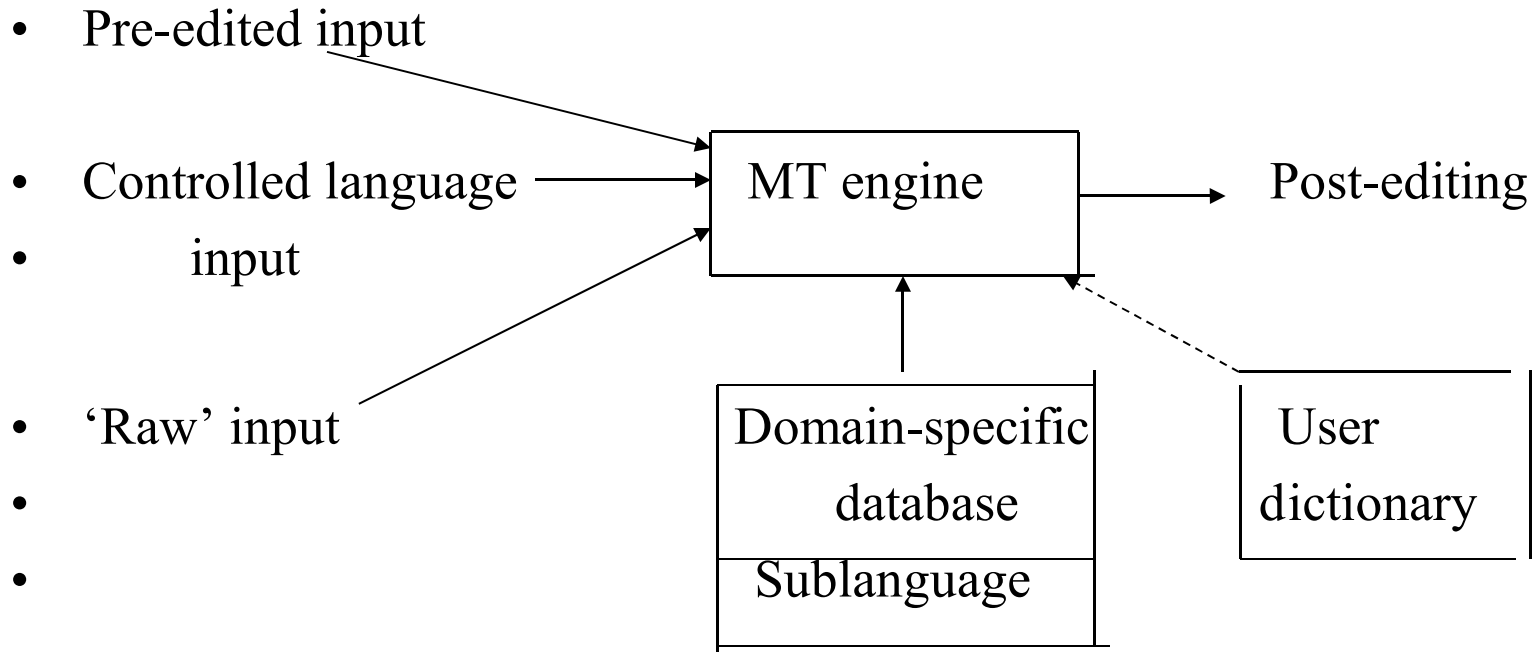 • Pre-edited input
• Controlled language
MT engine
Post-editing
• input
• ‘Raw’ input
•
•
Domain-specific
database
Sublanguage
User
dictionary